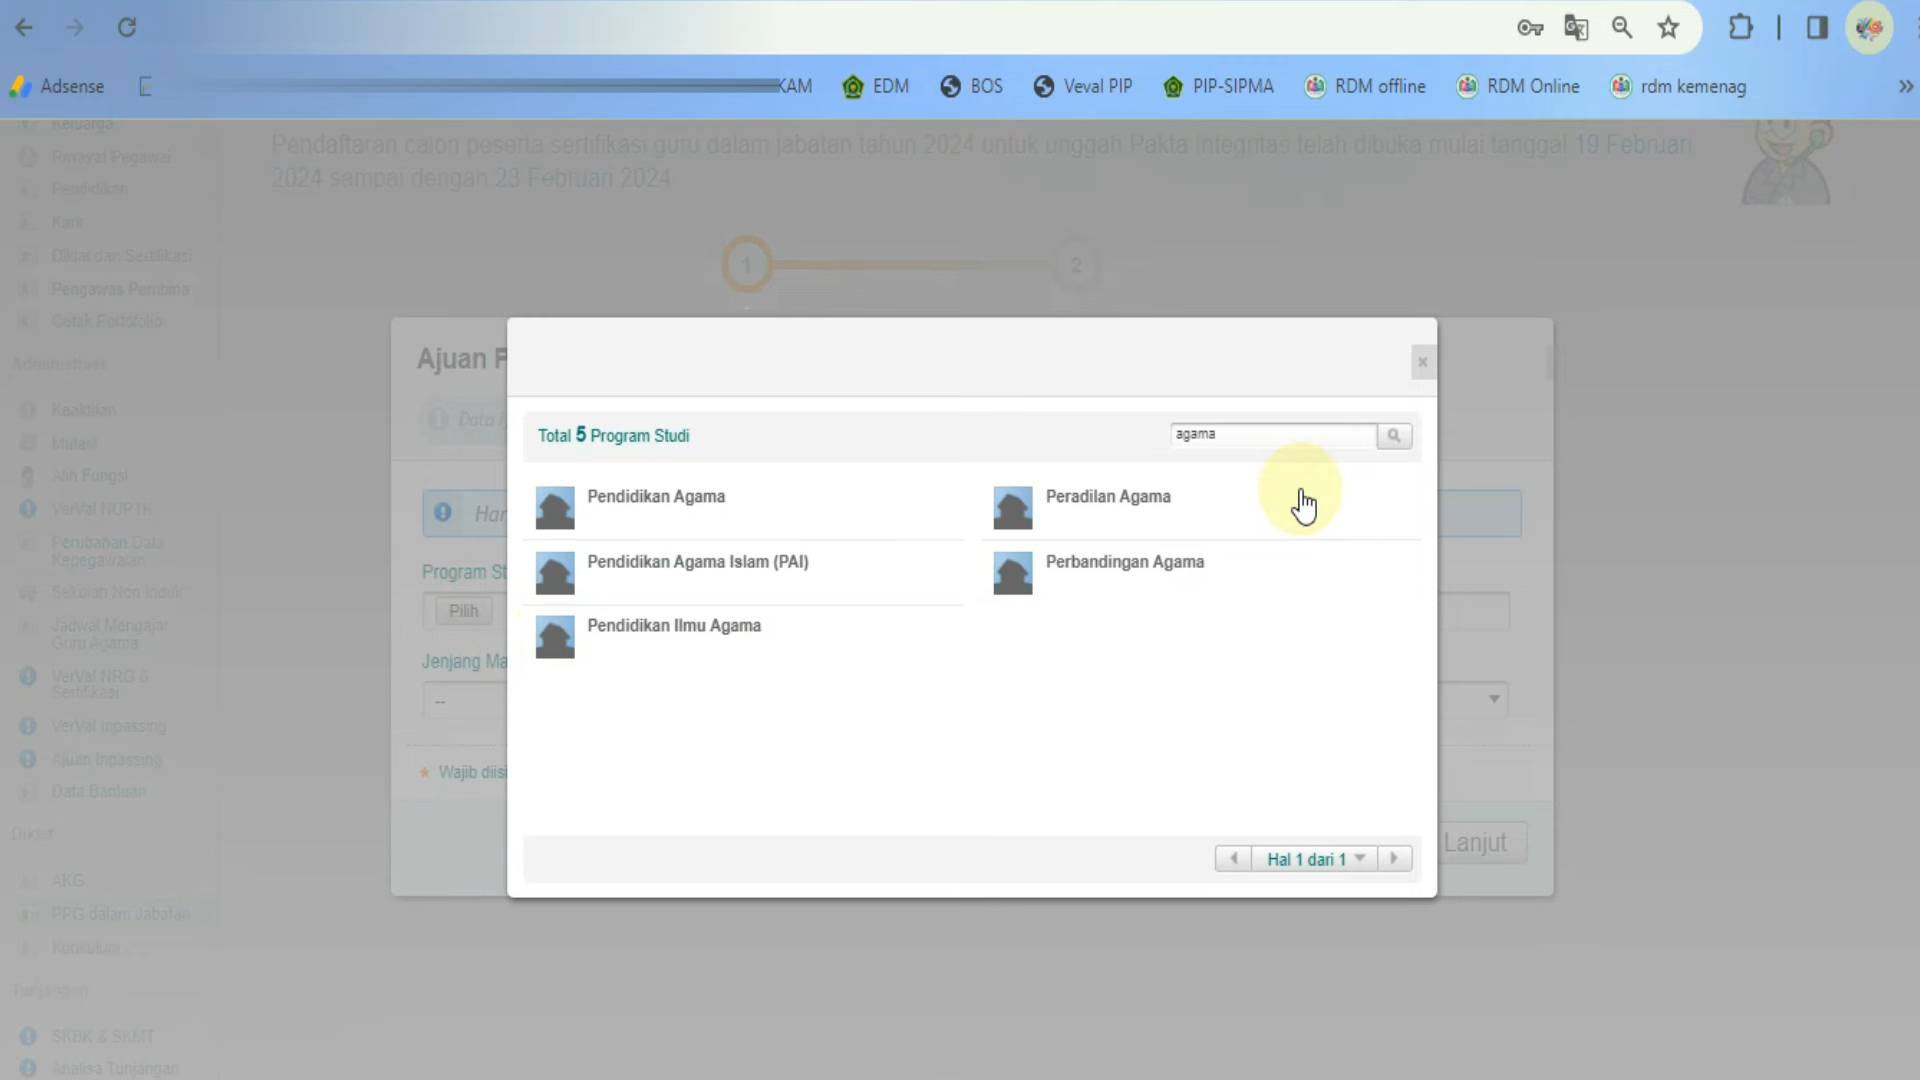 Adsense
KAM
EDM
BOS
Veval PIP
PIP-SIPMA
RDM offline
RDM Online
rdm kemenag
Keluarga
Riwayat Pegawai
Pendidikan
Karir
Diklat dan Sertifikasi
Pengawas Pembina
Cetak Portofolio
Administrasi
Keaktifan
Mutasi
Alih Fungsi
VerVal NUPTK
Perubahan Data
Kepegawaian
Sekolah Non Induk
Jadwal Mengajar
Guru Agama
VerVal NRG &
Sertifikasi
VerVal Inpassing
Ajuan Inpassing
Data Bantuan
Diklat
AKG
PPG dalam Jabatan
Kurikulum
Tunjangan
SKBK & SKMT
Analisa Tunjangan
Pendaftaran calon peserta sertifikasi guru dalam jabatan tahun 2024 untuk unggah Pakta Integritas telah dibuka mulai tanggal 19 Februari
2024 sampai dengan 23 Februari 2024
1
2
Ajuan
Data
Program
Pilih
Jenjang
--
Wajib diisi
Lanjut
×
Total 5 Program Studi
agama
Pendidikan Agama
Peradilan Agama
Pendidikan Agama Islam (PAI)
Perbandingan Agama
Pendidikan Ilmu Agama
Hal 1 dari 1